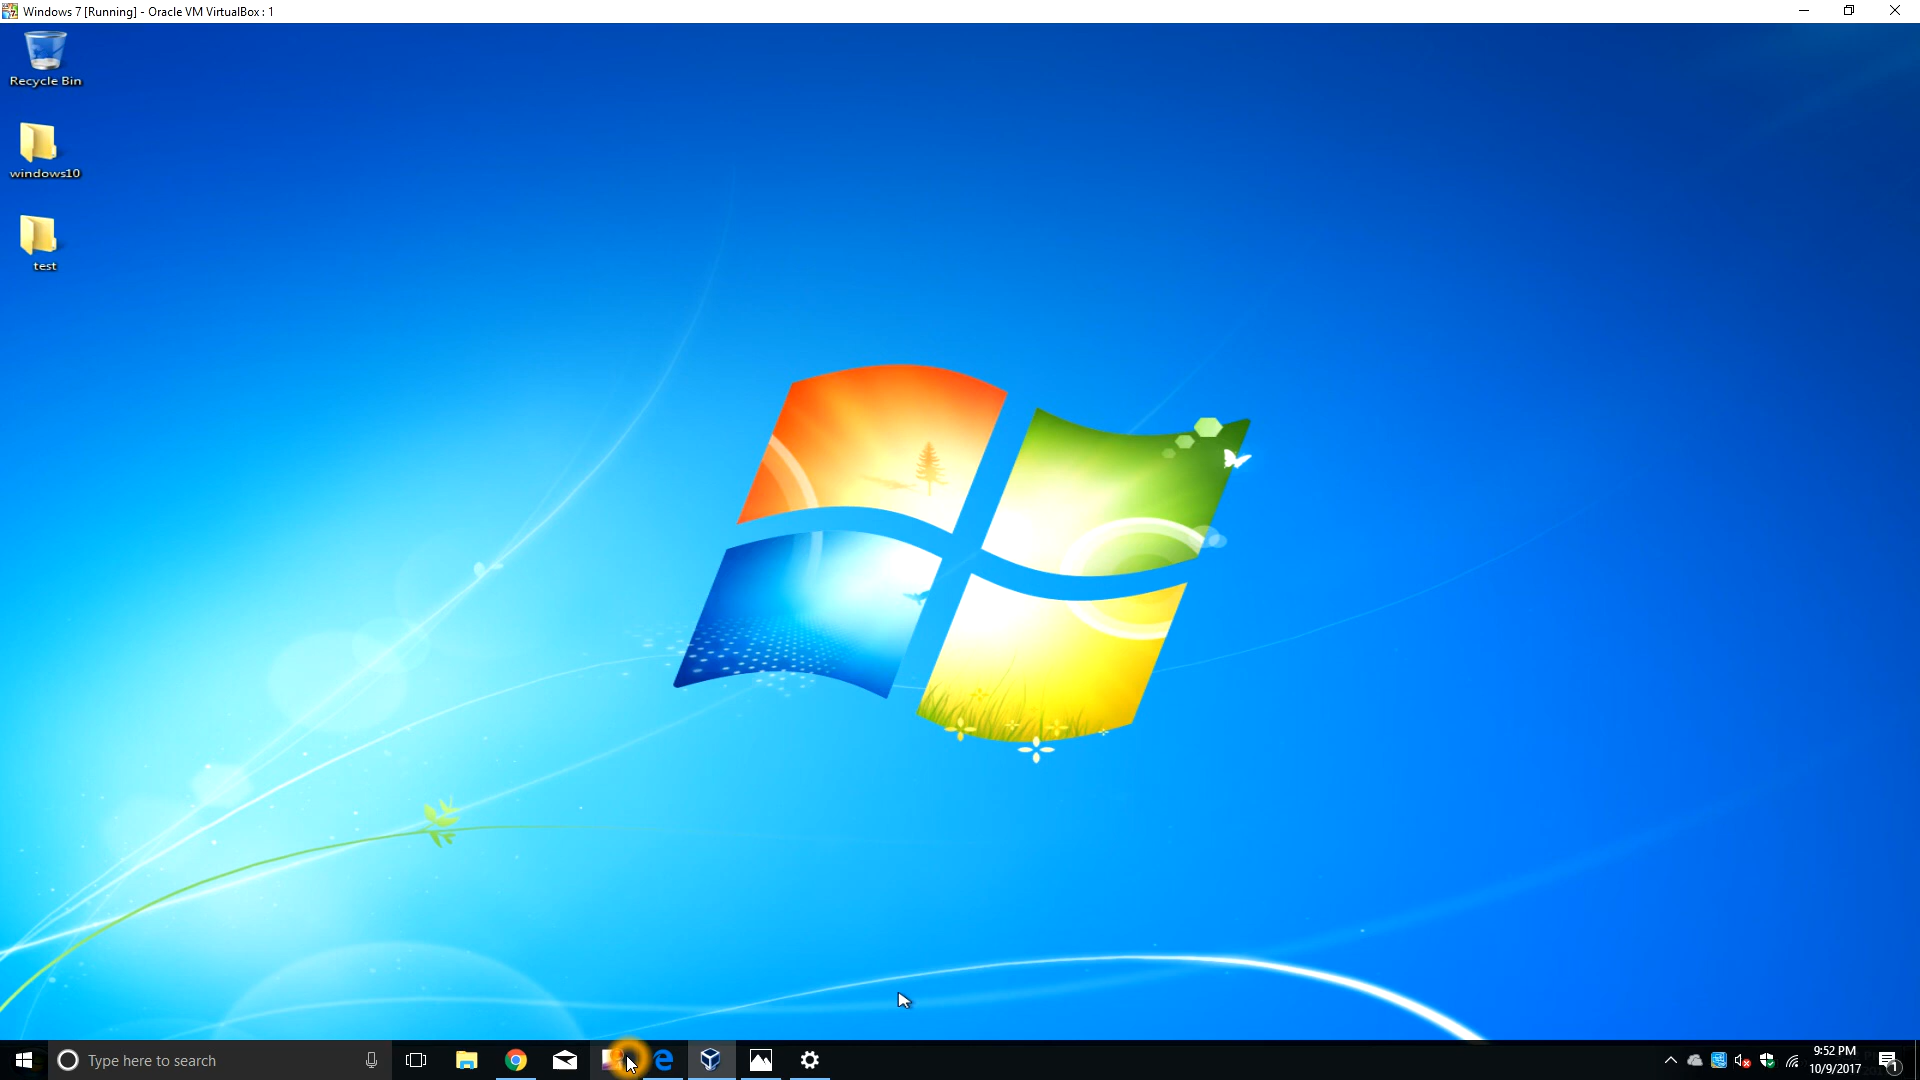 Windows 7 [Running] - Oracle VM VirtualBox : 1
Recycle Bin
windows10
test
Type here to search
9:52 PM
10/9/2017
1